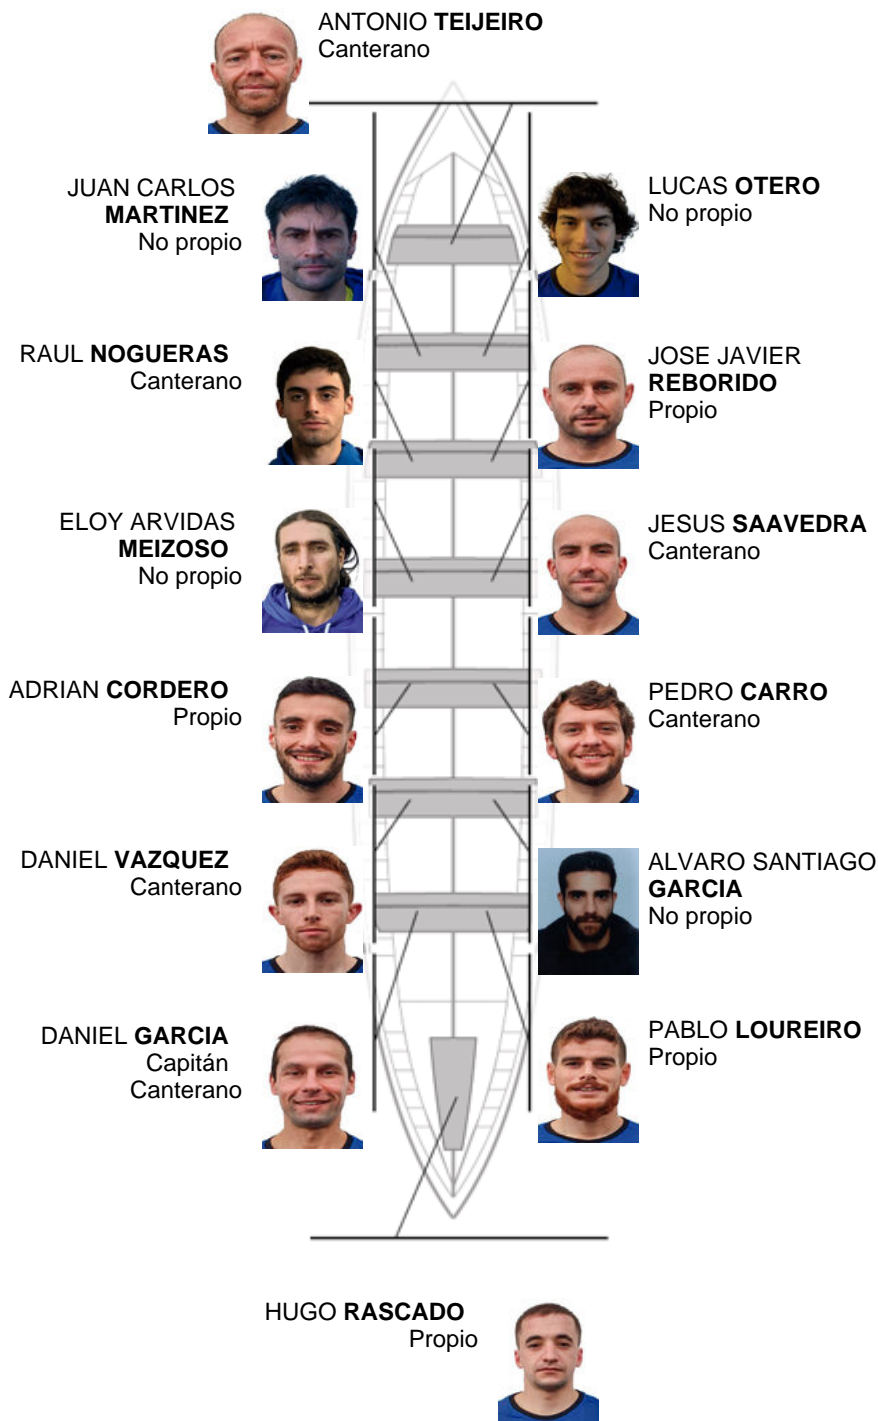 ANTONIO TEIJEIRO
Canterano
JUAN CARLOS
MARTINEZ
No propio
LUCAS OTERO
No propio
RAUL NOGUERAS
Canterano
JOSE JAVIER
REBORIDO
Propio
ELOY ARVIDAS
MEIZOSO
No propio
JESUS SAAVEDRA
Canterano
ADRIAN CORDERO
Propio
PEDRO CARRO
Canterano
DANIEL VAZQUEZ
Canterano
ALVARO SANTIAGO
GARCIA
No propio
DANIEL GARCIA
Capitán
Canterano
PABLO LOUREIRO
Propio
HUGO RASCADO
Propio